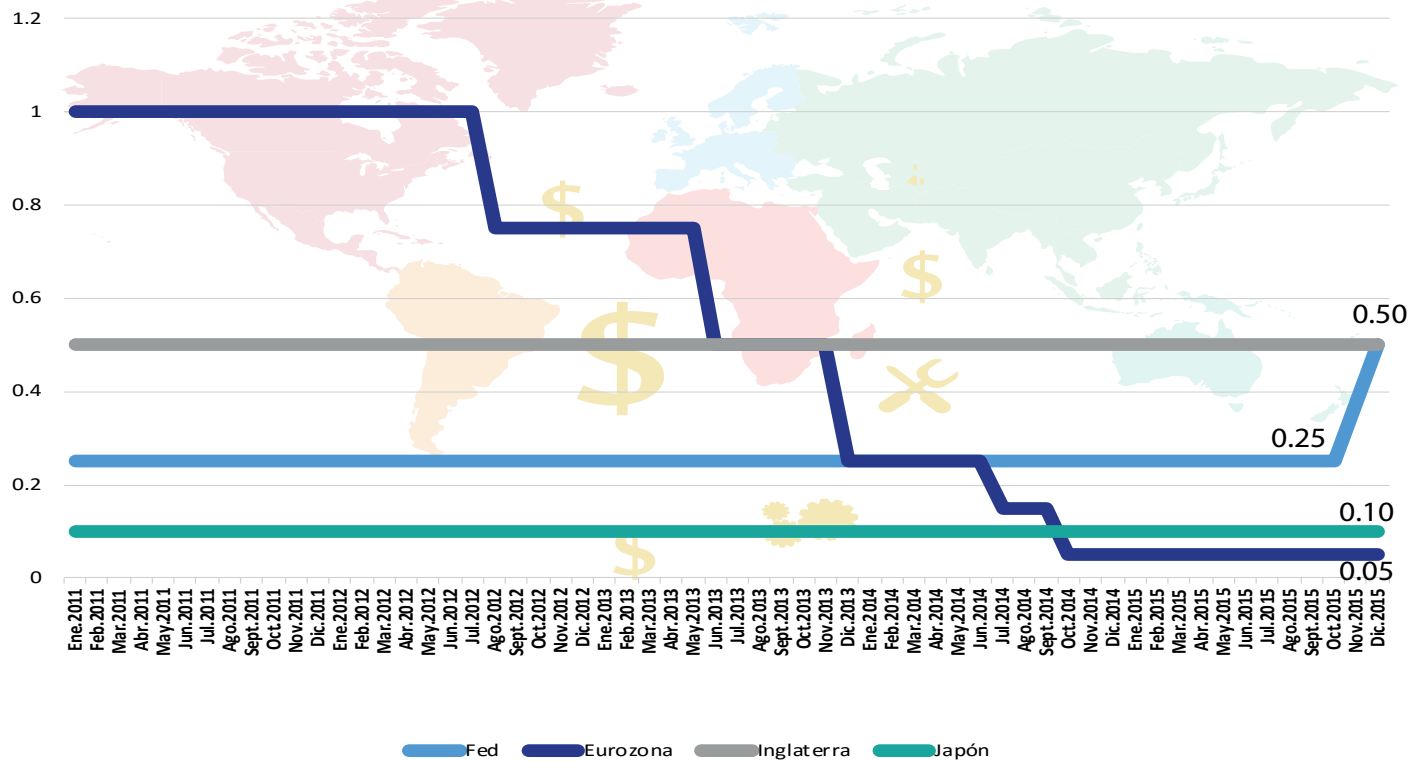 1.2
1
0.8
0.6
0.50
0.4
0.25
0.2
0.10
0
0.05
Ene.2011
Feb.2011
Mar.2011
Abr.2011
May.2011
Jun.2011
Jul.2011
Ago.2011
Sept.2011
Oct.2011
Nov.2011
Dic.2011
Ene.2012
Feb.2012
Mar.2012
Abr.2012
May.2012
Jun.2012
Jul.2012
Ago.2012
Sept.2012
Oct.2012
Nov.2012
Dic.2012
Ene.2013
Feb.2013
Mar.2013
Abr.2013
May.2013
Jun.2013
Jul.2013
Ago.2013
Sept.2013
Oct.2013
Nov.2013
Dic.2013
Ene.2014
Feb.2014
Mar.2014
Abr.2014
May.2014
Jun.2014
Jul.2014
Ago.2014
Sept.2014
Oct.2014
Nov.2014
Dic.2014
Ene.2015
Feb.2015
Mar.2015
Abr.2015
May.2015
Jun.2015
Jul.2015
Ago.2015
Sept.2015
Oct.2015
Nov.2015
Dic.2015
Fed Eurozona Inglaterra Japón